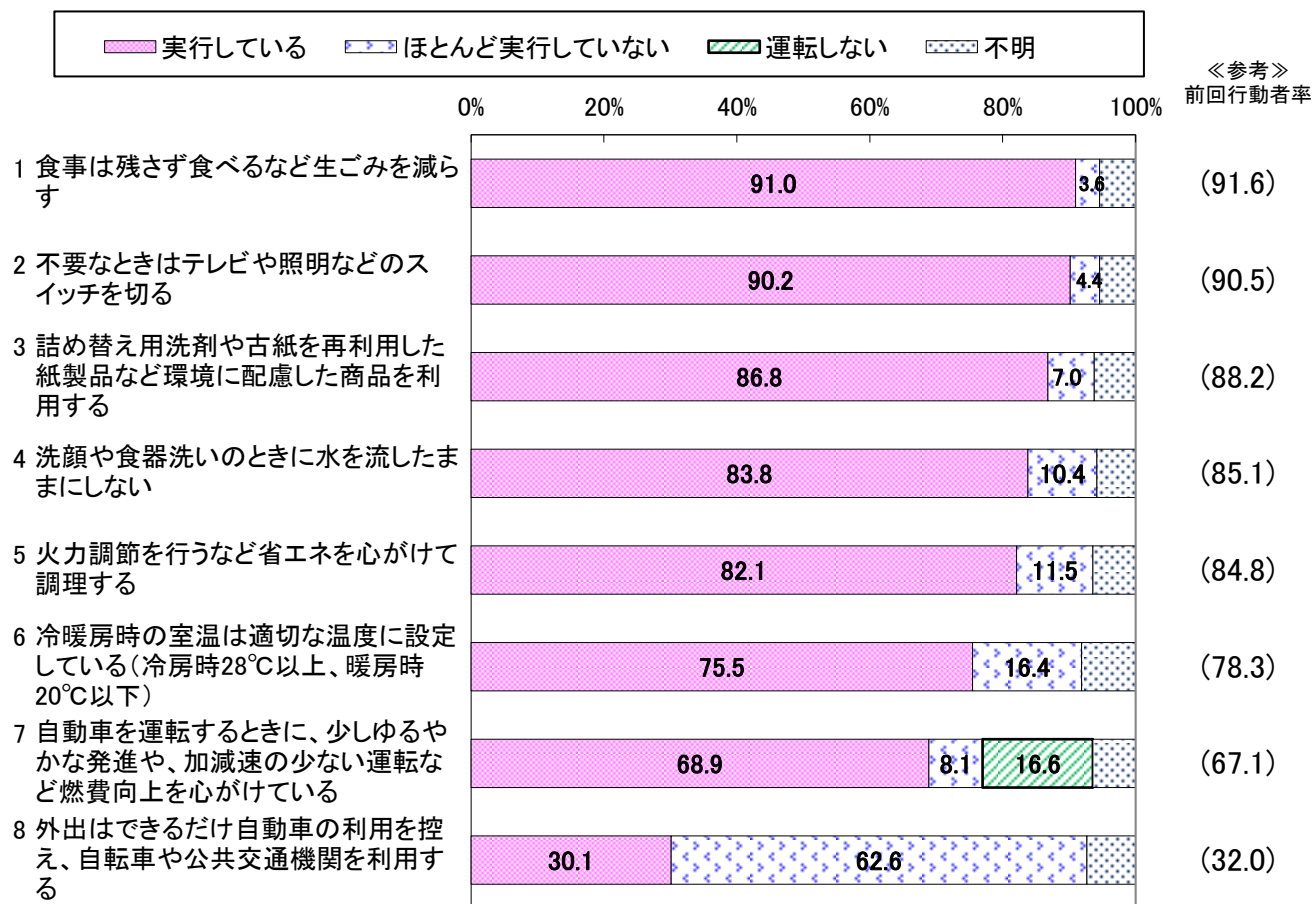 実行している ほとんど実行していない 運転しない 不明
≪参考≫
前回行動者率
0% 20% 40% 60% 80% 100%
1 食事は残さず食べるなど生ごみを減ら
す
91.0 3.6 (91.6)
2 不要なときはテレビや照明などのス
イッチを切る
90.2 4.4 (90.5)
3 詰め替え用洗剤や古紙を再利用した
紙製品など環境に配慮した商品を利
用する
86.8 7.0 (88.2)
4 洗顔や食器洗いのときに水を流したま
まにしない
83.8 10.4 (85.1)
5 火力調節を行うなど省エネを心がけて
調理する
82.1 11.5 (84.8)
6 冷暖房時の室温は適切な温度に設定
している(冷房時28℃以上、暖房時
20℃以下)
75.5 16.4 (78.3)
7 自動車を運転するときに、少しゆるや
かな発進や、加減速の少ない運転な
ど燃費向上を心がけている
68.9 8.1 16.6 (67.1)
8 外出はできるだけ自動車の利用を控
え、自転車や公共交通機関を利用す
る
30.1 62.6 (32.0)